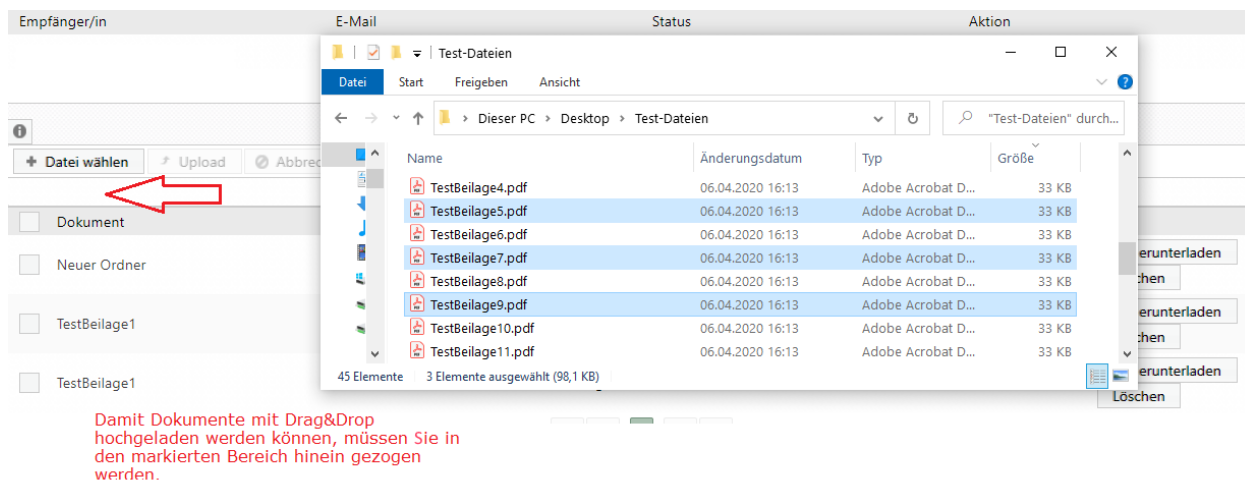 Empfänger/in E-Mail Status Aktion
Test-Dateien
Datei Start Freigeben Ansicht
Dieser PC > Desktop > Test-Dateien "Test-Dateien" durch...
Datei wählen Upload Abbrec
Name Änderungsdatum Typ Größe
TestBeilage4.pdf 06.04.2020 16:13 Adobe Acrobat D... 33 KB
Dokument TestBeilage5.pdf 06.04.2020 16:13 Adobe Acrobat D... 33 KB
TestBeilage6.pdf 06.04.2020 16:13 Adobe Acrobat D... 33 KB
Neuer Ordner TestBeilage7.pdf 06.04.2020 16:13 Adobe Acrobat D... 33 KB erunterladen
TestBeilage8.pdf 06.04.2020 16:13 Adobe Acrobat D... 33 KB chen
TestBeilage9.pdf 06.04.2020 16:13 Adobe Acrobat D... 33 KB erunterladen
TestBeilage1 TestBeilage10.pdf 06.04.2020 16:13 Adobe Acrobat D... 33 KB chen
TestBeilage11.pdf 06.04.2020 16:13 Adobe Acrobat D... 33 KB
45 Elemente 3 Elemente ausgewählt (98,1 KB) erunterladen
TestBeilage1 Löschen
Damit Dokumente mit Drag&Drop
hochgeladen werden können, müssen Sie in
den markierten Bereich hinein gezogen
werden.